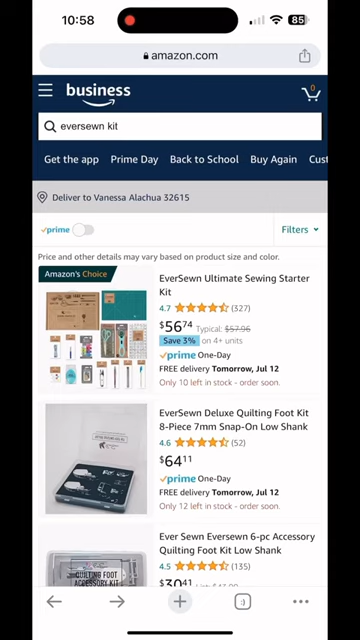 10:58
85
amazon.com
business
0
eversewn kit
Get the app Prime Day Back to School Buy Again Cust
Deliver to Vanessa Alachua 32615
prime
Filters
Price and other details may vary based on product size and color.
Amazon's Choice
EverSewn Ultimate Sewing Starter
Kit
4.7 (327)
$5674 Typical: $57.96
Save 3% on 4+ units
prime One-Day
FREE delivery Tomorrow, Jul 12
Only 10 left in stock - order soon.
EverSewn Deluxe Quilting Foot Kit
8-Piece 7mm Snap-On Low Shank
4.6 (52)
$6411
prime One-Day
FREE delivery Tomorrow, Jul 12
Only 12 left in stock - order soon.
Ever Sewn Eversewn 6-pc Accessory
Quilting Foot Kit Low Shank
4.5 (135)
QUILTING FOOT
ACCESSORY KIT
:)